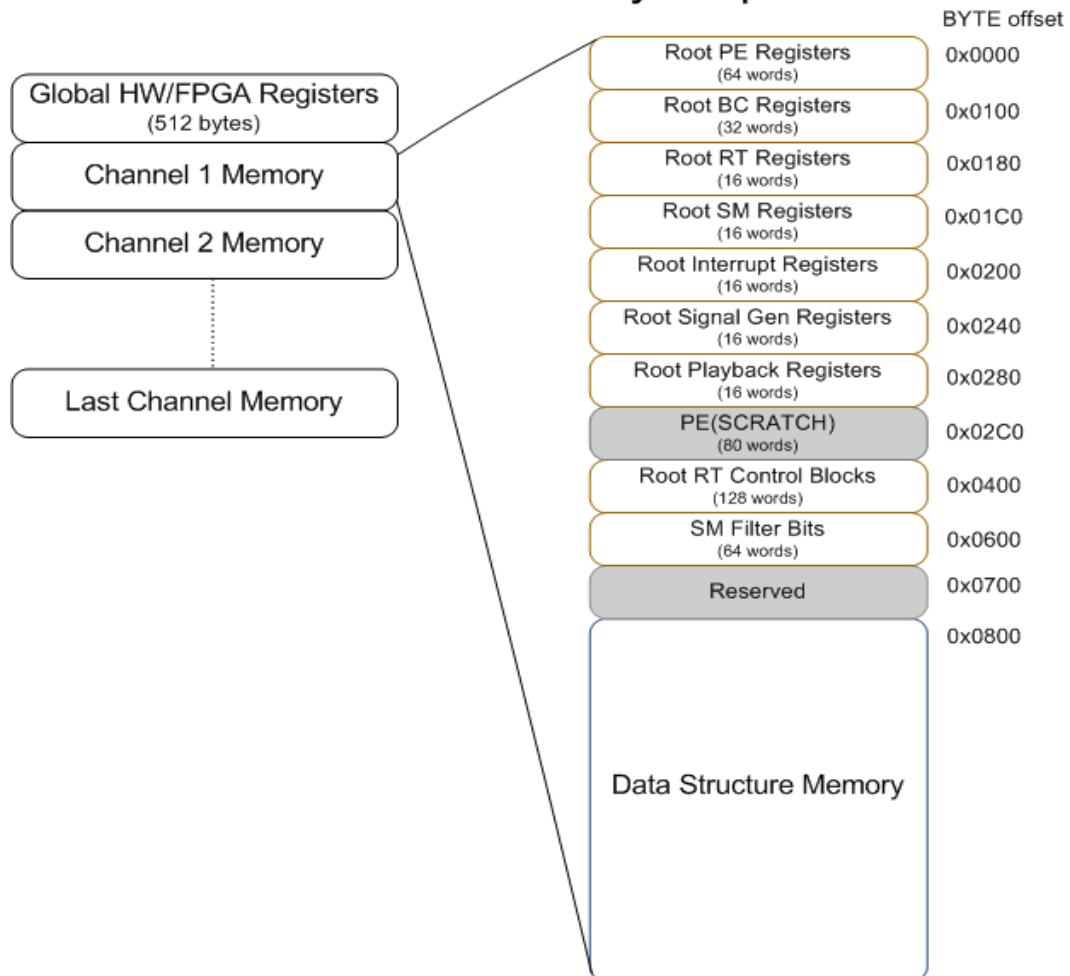 BYTE offset
Global HW/FPGA Registers
(512 bytes)
Channel 1 Memory
Channel 2 Memory
Last Channel Memory
Root PE Registers
(64 words)
0x0000
Root BC Registers
(32 words)
0x0100
Root RT Registers
(16 words)
0x0180
Root SM Registers
(16 words)
0x01C0
Root Interrupt Registers
(16 words)
0x0200
Root Signal Gen Registers
(16 words)
0x0240
Root Playback Registers
(16 words)
0x0280
PE(SCRATCH)
(80 words)
0x02C0
Root RT Control Blocks
(128 words)
0x0400
SM Filter Bits
(64 words)
0x0600
Reserved
0x0700
0x0800
Data Structure Memory